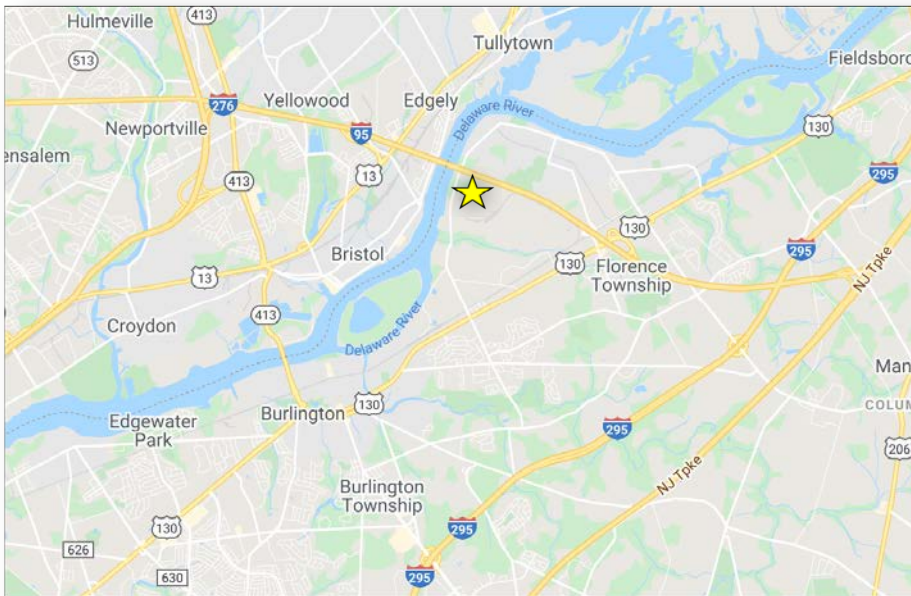 413
Hulmeville
Tullytown
513
Fieldsboro
276
Yellowood
Edgely
Delaware River
130
Newportville
95
ensalem
13
295
413
130
Bristol
130
295
Florence
Township
13
NJ Tpke
Croydon
413
Delaware River
Man
130
COLUM
Edgewater
Park
Burlington
295
206
NJ Tpke
Burlington
Township
130
295
626
630
295